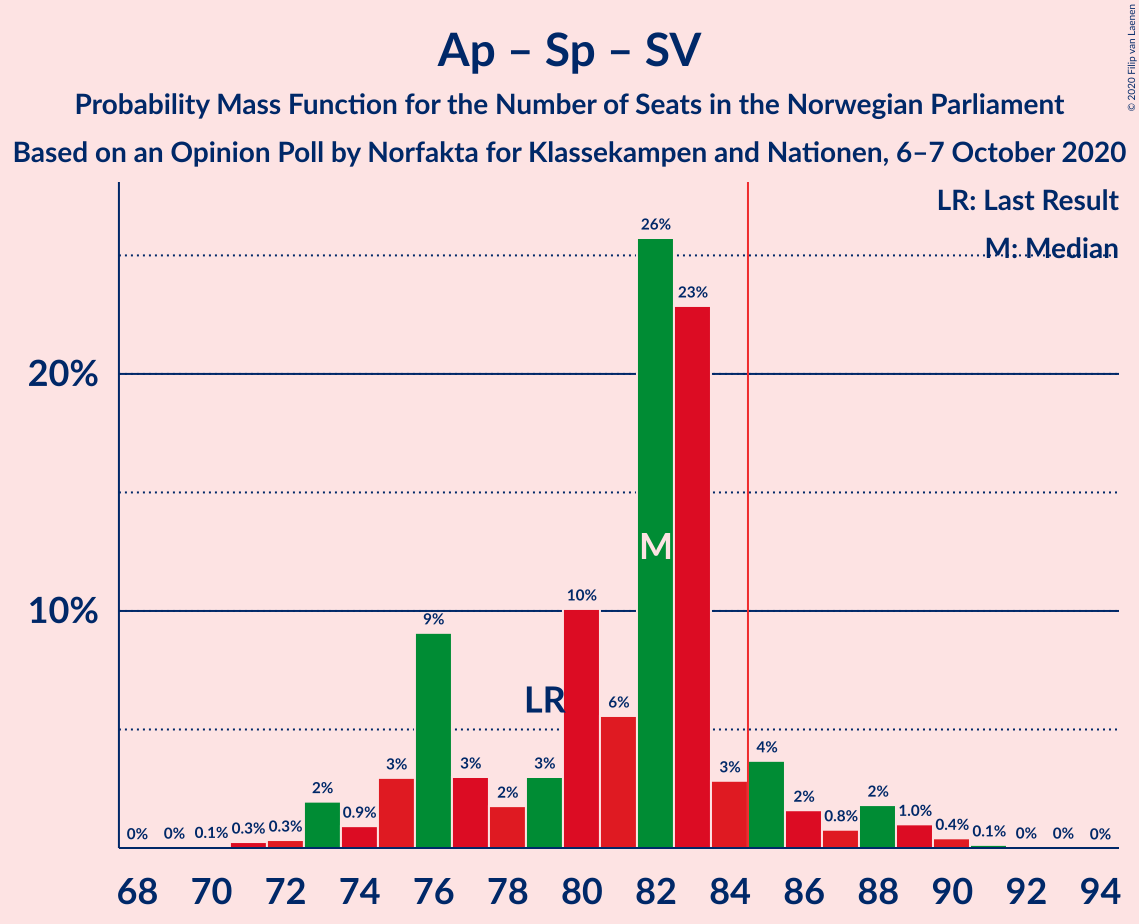 Ap – Sp – SV
Probability Mass Function for the Number of Seats in the Norwegian Parliament
Based on an Opinion Poll by Norfakta for Klassekampen and Nationen, 6–7 October 2020
© 2020 Filip van Laenen
LR: Last Result
M: Median
20%
10%
0% 0% 0.1% 0.3% 0.3% 2% 0.9% 3% 9% 3% 2% 3% 10% 6% 26% 23% 3% 4% 2% 0.8% 2% 1.0% 0.4% 0.1% 0% 0% 0%
LR
M
68 70 72 74 76 78 80 82 84 86 88 90 92 94